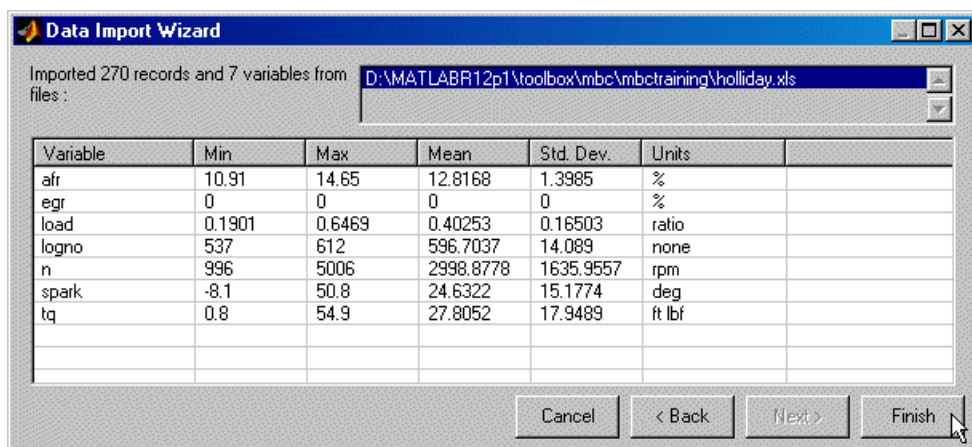 Data Import Wizard
Imported 270 records and 7 variables from files :
D:\MATLABR12p1\toolbox\mbc\mbctraining\holliday.xls
Variable Min Max Mean Std. Dev. Units
afr 10.91 14.65 12.8168 1.3985 %
egr 0 0 0 0 %
load 0.1901 0.6469 0.40253 0.16503 ratio
logno 537 612 596.7037 14.089 none
n 996 5006 2998.8778 1635.9557 rpm
spark -8.1 50.8 24.6322 15.1774 deg
tq 0.8 54.9 27.8052 17.9489 ft lbf
Cancel < Back Next > Finish